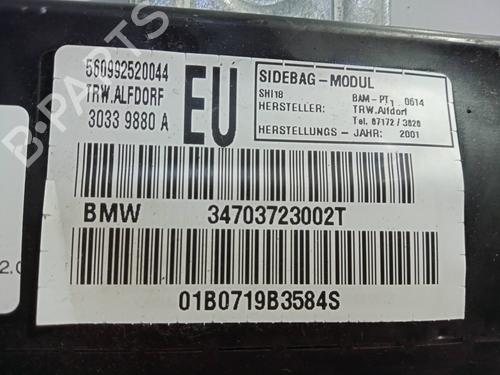 560992520044
TRW.ALFDORF
3033 9880 A
EU
SIDEBAG-MODUL
SHI18 BAM-PT1 0614
HERSTELLER: TRW.Alfdorf
Tel. 07172 / 3020
HERSTELLUNGS - JAHR: 2001
BMW 34703723002T
01B0719B3584S
B-PARTS